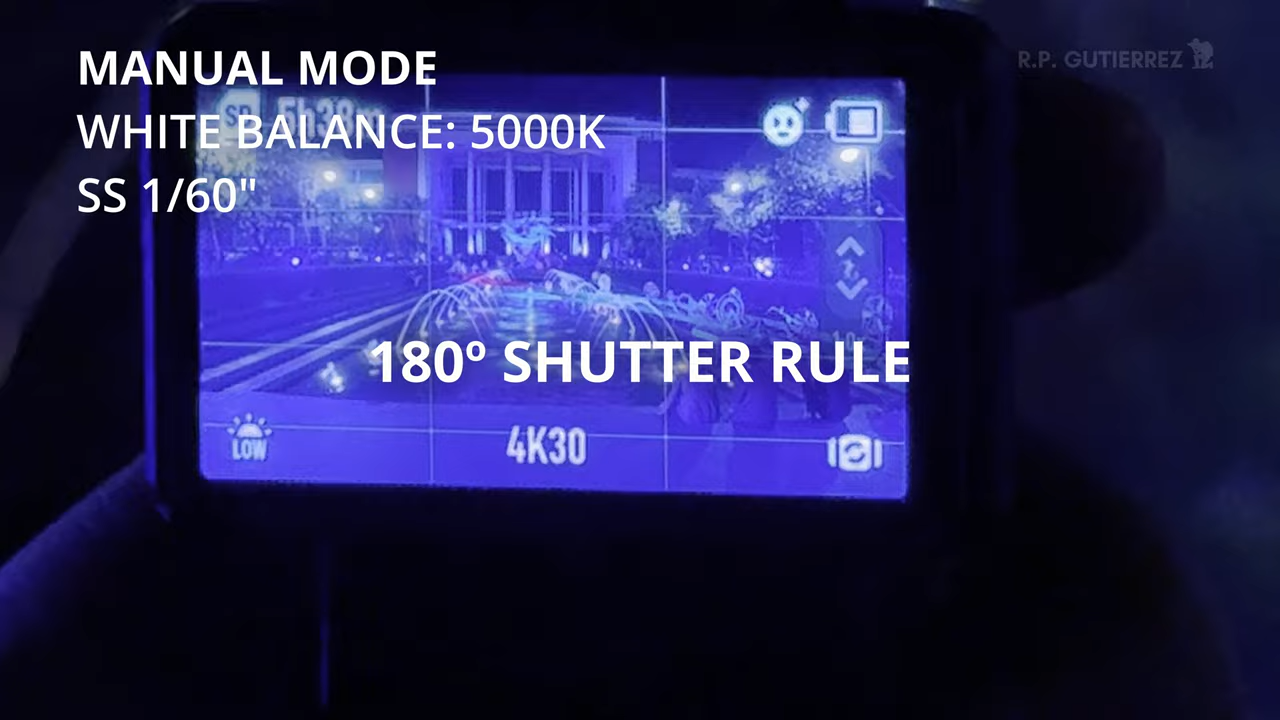 MANUAL MODE
R.P. GUTIERREZ
WHITE BALANCE: 5000K
SS 1/60"
180º SHUTTER RULE
LOW
4K30